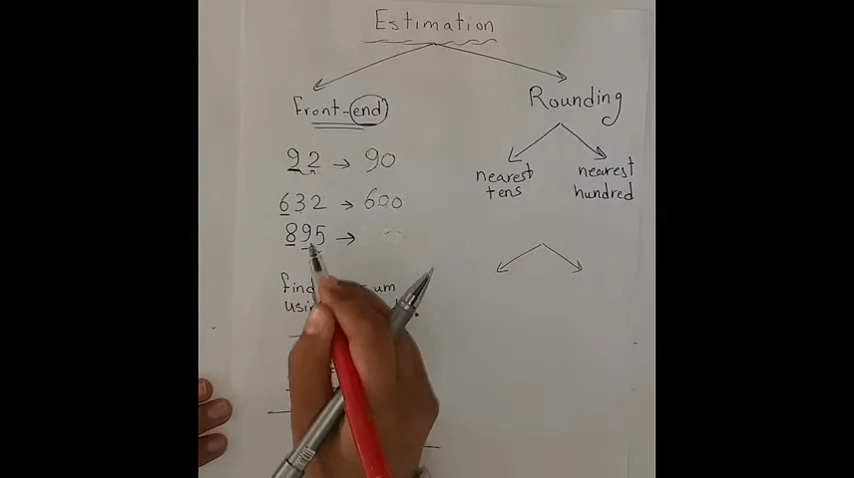 Estimation
Front-end
92 → 90
632 → 600
895 →
find um
usi
Rounding
nearest tens
nearest hundred